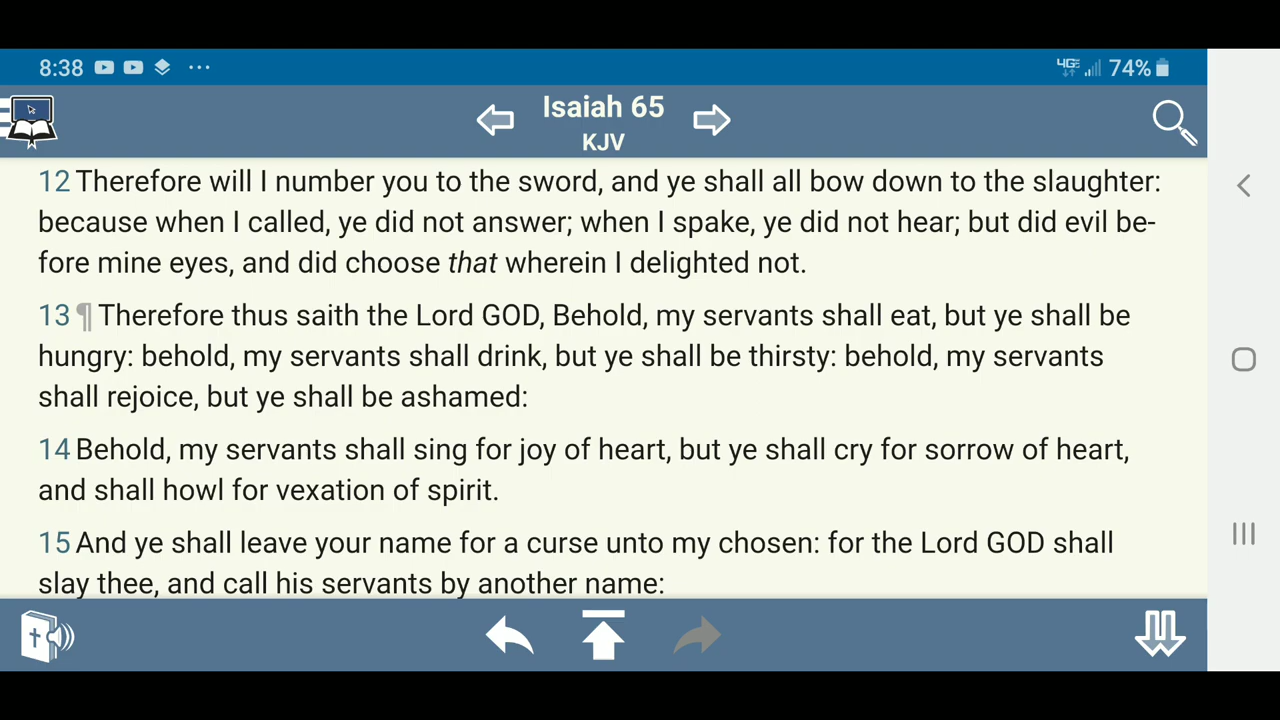 8:38 ... 4GE 74%
Isaiah 65
KJV
12 Therefore will I number you to the sword, and ye shall all bow down to the slaughter:
because when I called, ye did not answer; when I spake, ye did not hear; but did evil be-
fore mine eyes, and did choose that wherein I delighted not.
13 ¶ Therefore thus saith the Lord GOD, Behold, my servants shall eat, but ye shall be
hungry: behold, my servants shall drink, but ye shall be thirsty: behold, my servants
shall rejoice, but ye shall be ashamed:
14 Behold, my servants shall sing for joy of heart, but ye shall cry for sorrow of heart,
and shall howl for vexation of spirit.
15 And ye shall leave your name for a curse unto my chosen: for the Lord GOD shall
slay thee, and call his servants by another name: